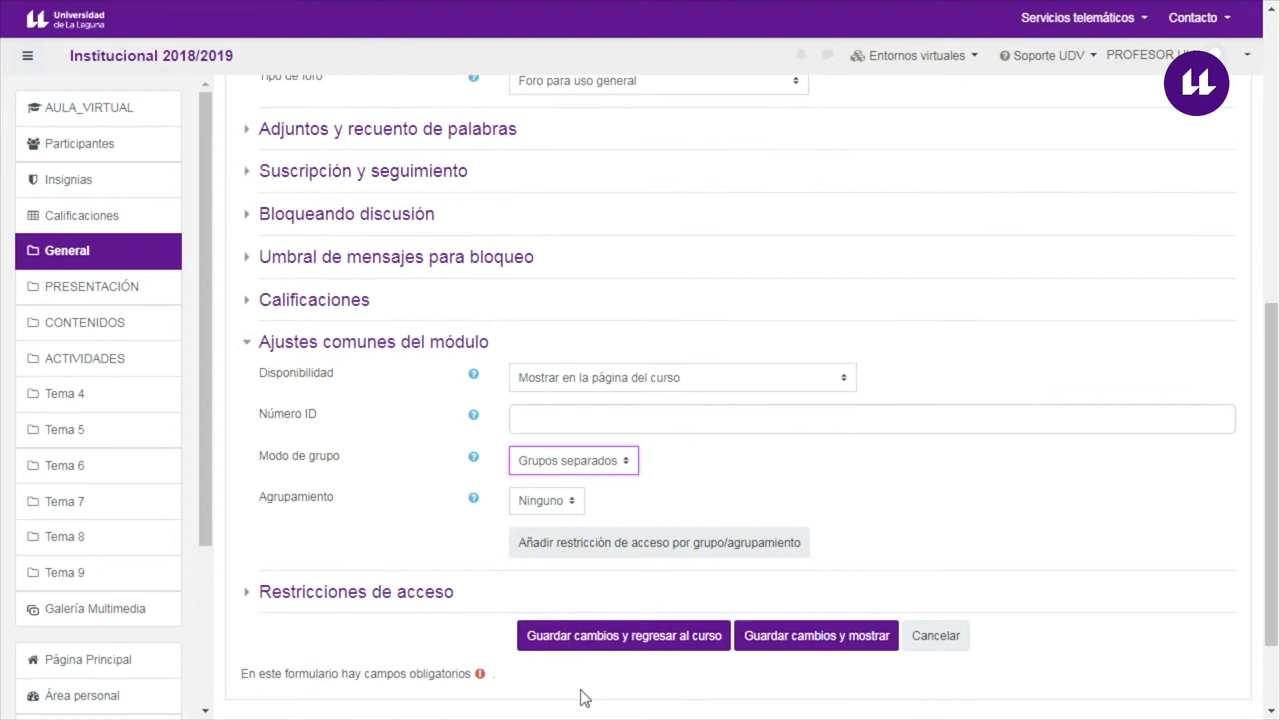 Universidad
de La Laguna
Servicios telemáticos
Contacto
Institucional 2018/2019
Entornos virtuales
Soporte UDV
PROFESOR
Tipo de foro
Foro para uso general
AULA_VIRTUAL
Participantes
Insignias
Calificaciones
General
PRESENTACIÓN
CONTENIDOS
ACTIVIDADES
Tema 4
Tema 5
Tema 6
Tema 7
Tema 8
Tema 9
Galería Multimedia
Página Principal
Área personal
Adjuntos y recuento de palabras
Suscripción y seguimiento
Bloqueando discusión
Umbral de mensajes para bloqueo
Calificaciones
Ajustes comunes del módulo
Disponibilidad
Mostrar en la página del curso
Número ID
Modo de grupo
Grupos separados
Agrupamiento
Ninguno
Añadir restricción de acceso por grupo/agrupamiento
Restricciones de acceso
Guardar cambios y regresar al curso
Guardar cambios y mostrar
Cancelar
En este formulario hay campos obligatorios .